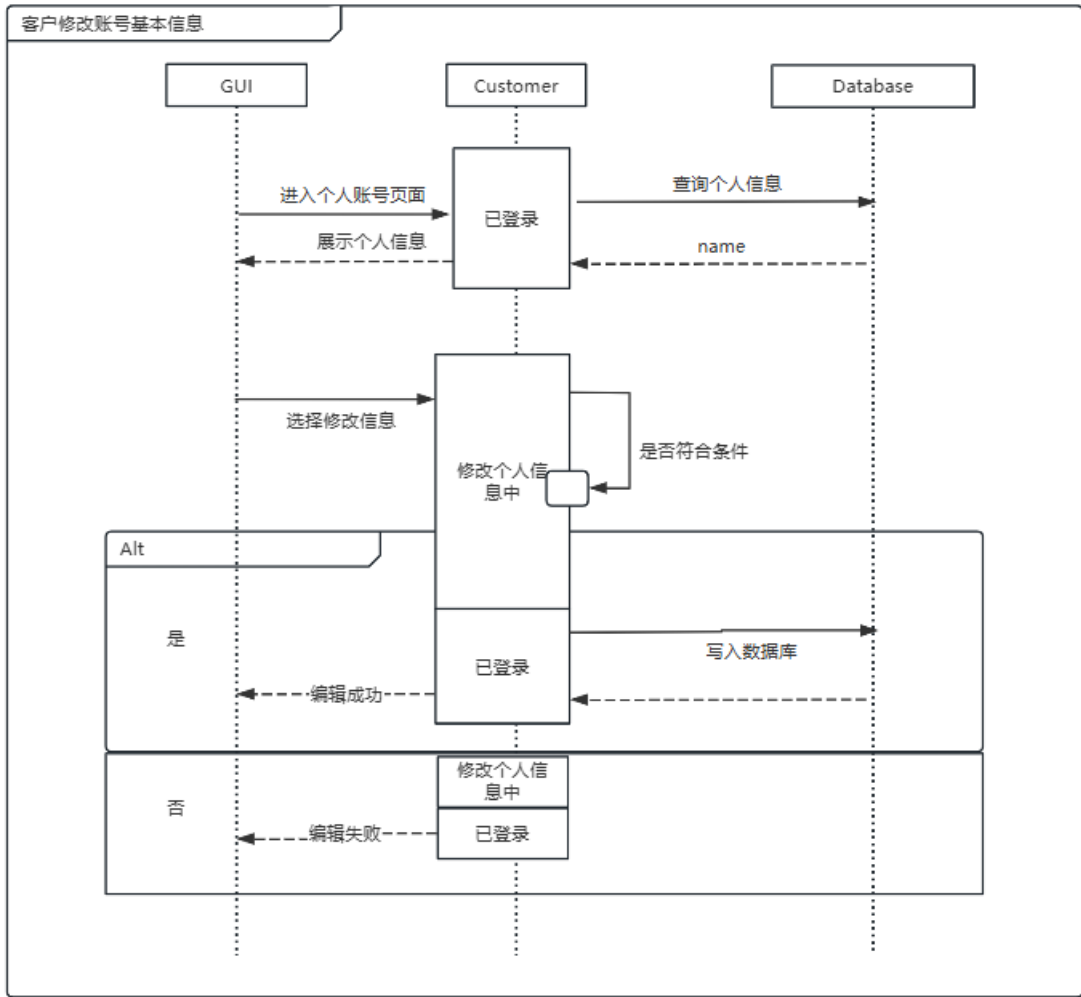 客户修改账号基本信息
GUI
Customer
Database
进入个人账号页面
查询个人信息
已登录
展示个人信息
name
选择修改信息
是否符合条件
修改个人信
息中
Alt
是
写入数据库
已登录
编辑成功
修改个人信
息中
否
编辑失败
已登录